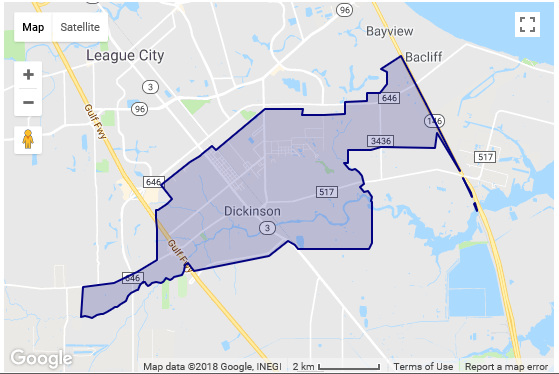 Map Satellite
96
Bayview
League City
Bacliff
3
646
96
146
Gulf Fwy
3436
517
646
517
Dickinson
3
Gulf Fwy
646
Google
Map data ©2018 Google, INEGI 2 km Terms of Use Report a map error